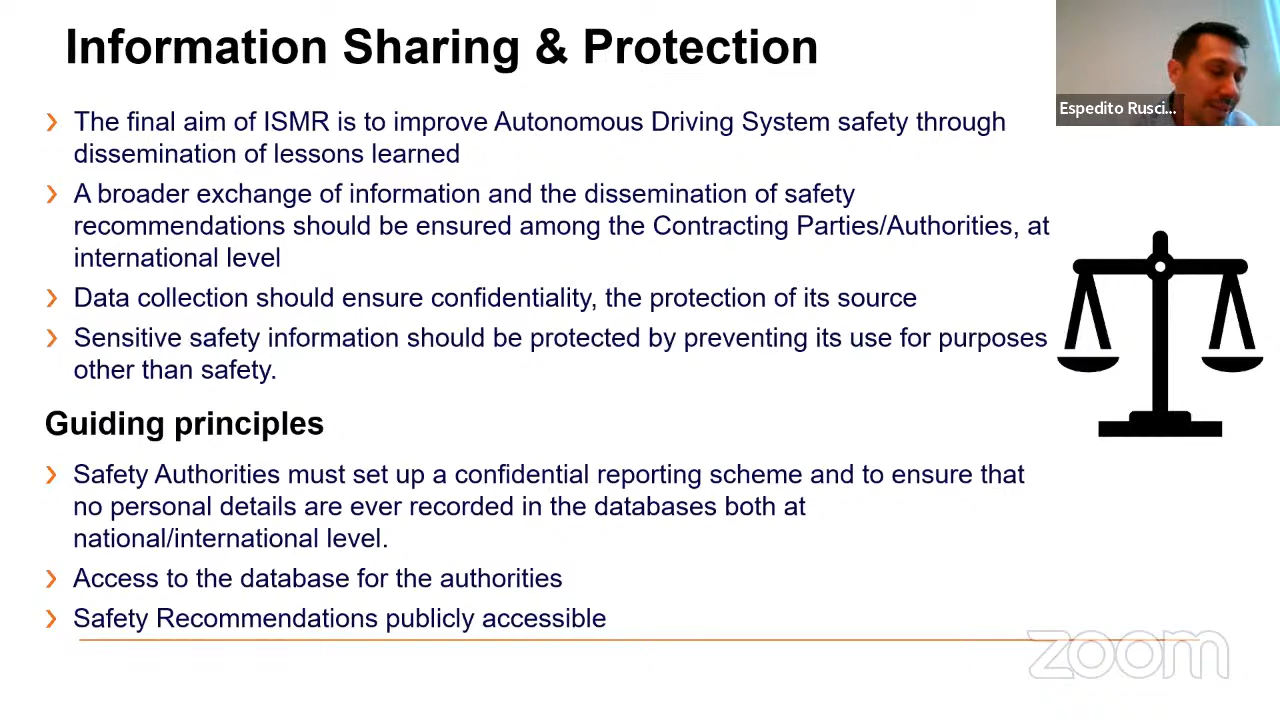 Information Sharing & Protection
Espedito Rusci...
› The final aim of ISMR is to improve Autonomous Driving System safety through
dissemination of lessons learned
› A broader exchange of information and the dissemination of safety
recommendations should be ensured among the Contracting Parties/Authorities, at
international level
› Data collection should ensure confidentiality, the protection of its source
› Sensitive safety information should be protected by preventing its use for purposes
other than safety.
Guiding principles
› Safety Authorities must set up a confidential reporting scheme and to ensure that
no personal details are ever recorded in the databases both at
national/international level.
› Access to the database for the authorities
› Safety Recommendations publicly accessible
zoom